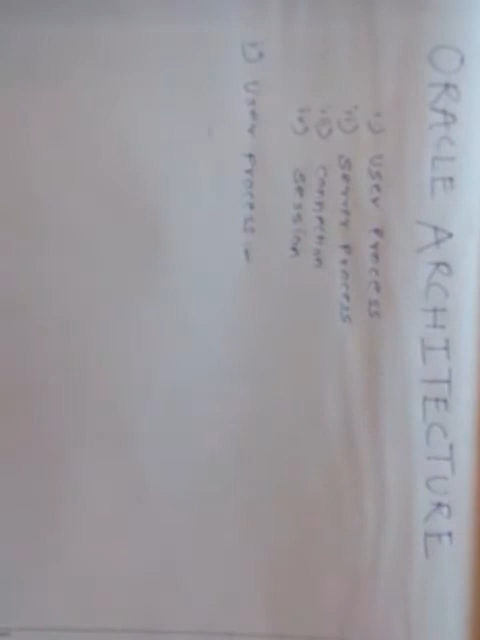 ORACLE ARCHITECTURE
i) User Process
ii) Server Process
iii) Connection
iv) Session
i) User Process :-